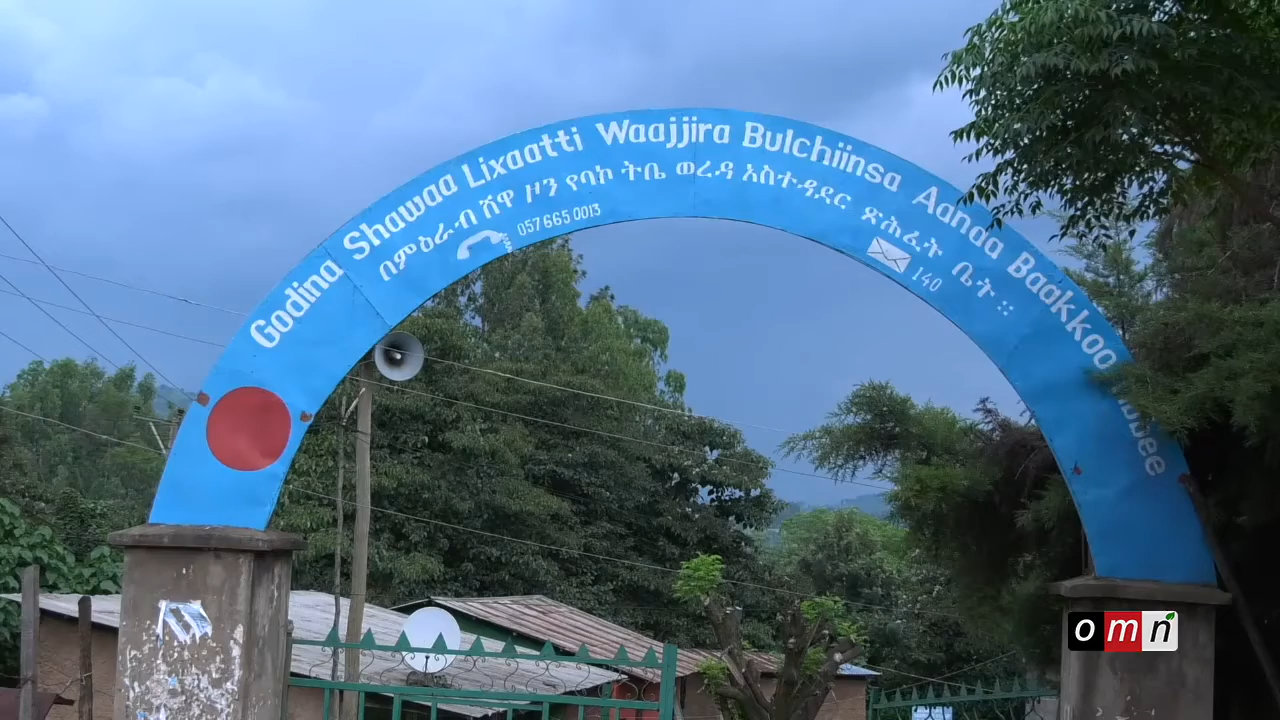 Godina Shawaa Lixaatti Waajjira Bulchiinsa Aanaa Baakkoo
በምዕራብ ሸዋ ዞን የባኮ ትቤ ወረዳ አስተዳደር ጽሕፈት ቤት ::
057 665 0013
140
omn